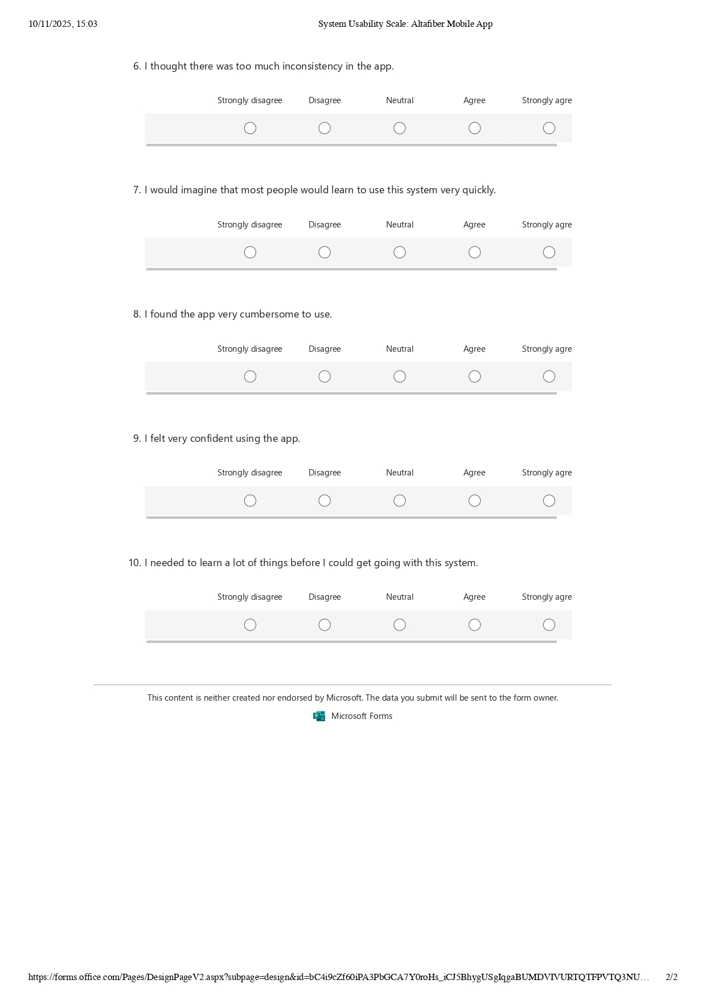 10/11/2025, 15:03 System Usability Scale: Altafiber Mobile App
6. I thought there was too much inconsistency in the app.
Strongly disagree Disagree Neutral Agree Strongly agre
7. I would imagine that most people would learn to use this system very quickly.
Strongly disagree Disagree Neutral Agree Strongly agre
8. I found the app very cumbersome to use.
Strongly disagree Disagree Neutral Agree Strongly agre
9. I felt very confident using the app.
Strongly disagree Disagree Neutral Agree Strongly agre
10. I needed to learn a lot of things before I could get going with this system.
Strongly disagree Disagree Neutral Agree Strongly agre
This content is neither created nor endorsed by Microsoft. The data you submit will be sent to the form owner.
F Microsoft Forms
https://forms.office.com/Pages/DesignPageV2.aspx?subpage=design&id=bC4i9cZf60iPA3PbGCA7Y0roHs_iCJ5BhygUSgIqgaBUMDVIVURTQTFPVTQ3NU… 2/2